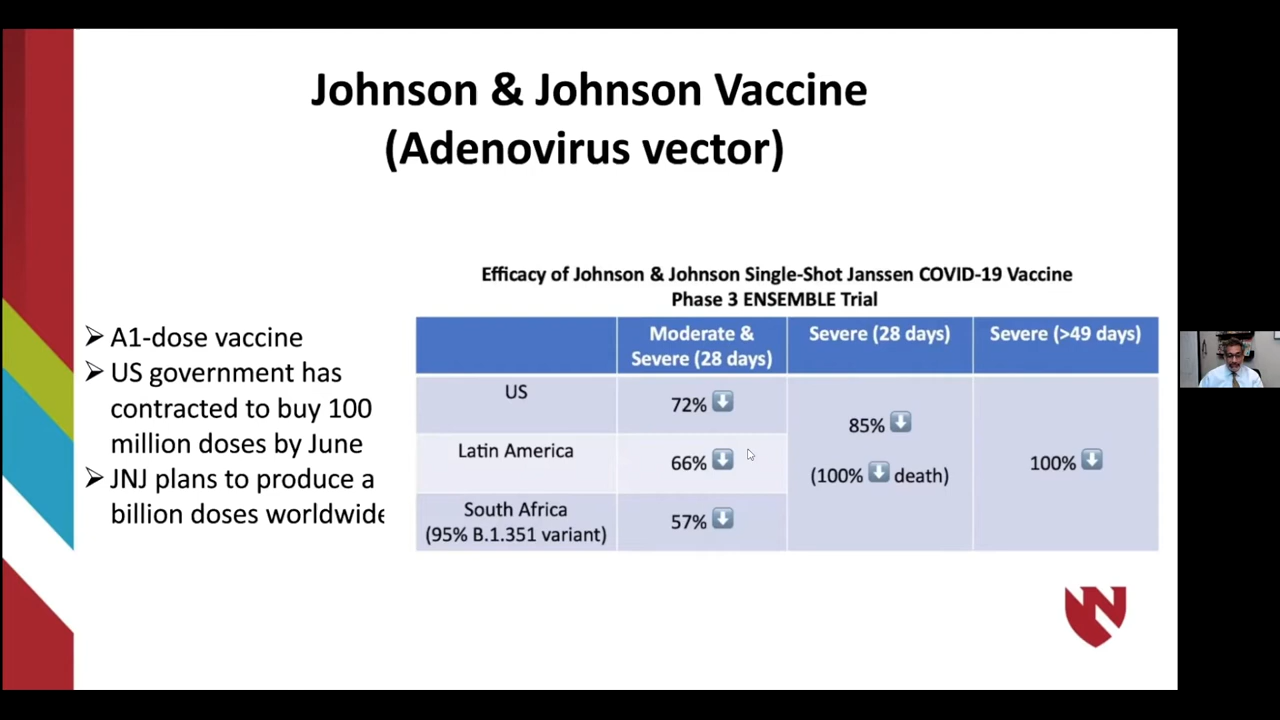 Johnson & Johnson Vaccine
(Adenovirus vector)
➢ A1-dose vaccine
➢ US government has
contracted to buy 100
million doses by June
➢ JNJ plans to produce a
billion doses worldwide
Efficacy of Johnson & Johnson Single-Shot Janssen COVID-19 Vaccine
Phase 3 ENSEMBLE Trial
Moderate &
Severe (28 days)
Severe (28 days)
Severe (>49 days)
US
72% ⬇
Latin America
66% ⬇
South Africa
(95% B.1.351 variant)
57% ⬇
85% ⬇
(100% ⬇ death)
100% ⬇
N